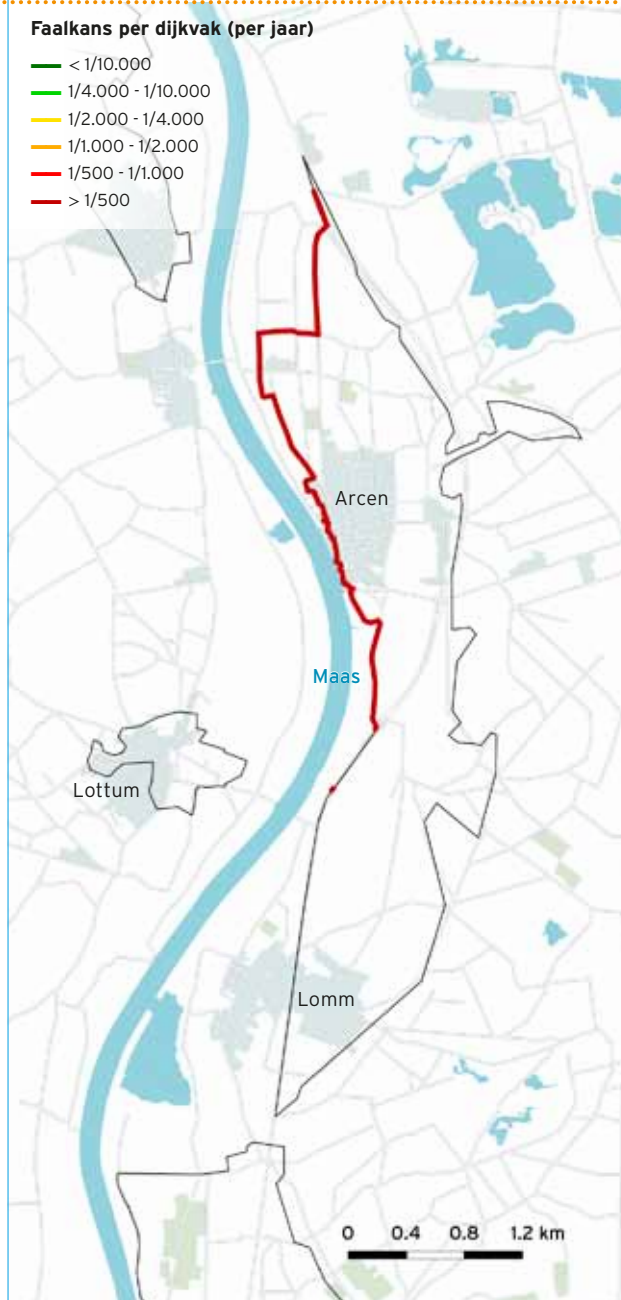 Faalkans per dijkvak (per jaar)
< 1/10.000
1/4.000 - 1/10.000
1/2.000 - 1/4.000
1/1.000 - 1/2.000
1/500 - 1/1.000
> 1/500
Arcen
Maas
Lottum
Lomm
0 0.4 0.8 1.2 km